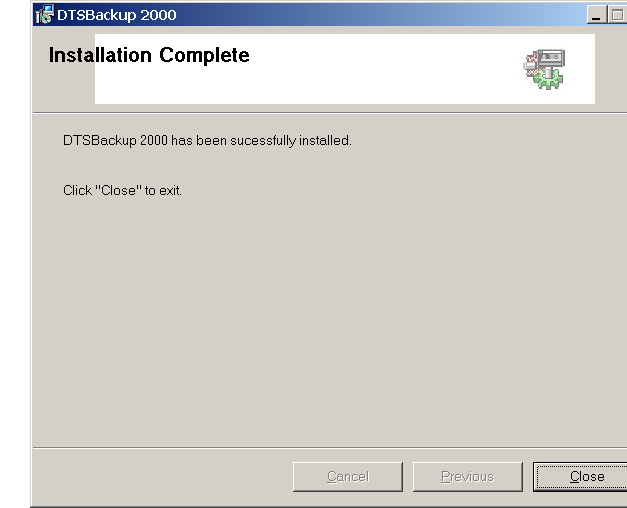 DTSBackup 2000
Installation Complete
DTSBackup 2000 has been sucessfully installed.
Click "Close" to exit.
Cancel Previous Close